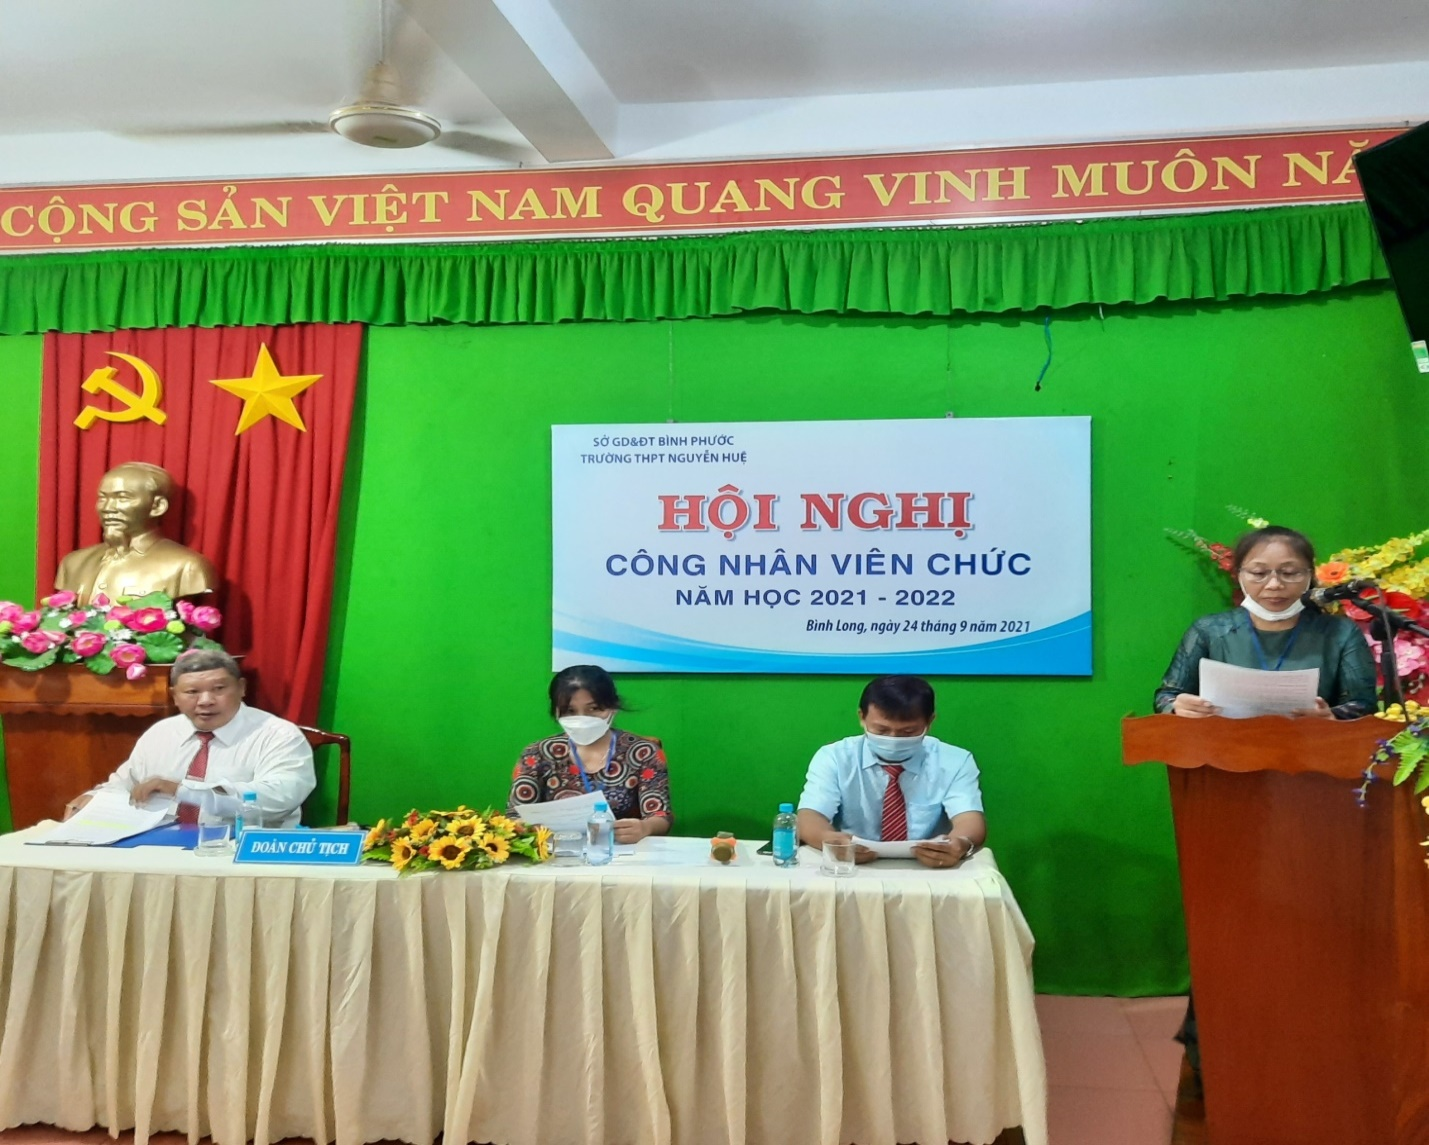 CỘNG SẢN VIỆT NAM QUANG VINH MUÔN
SỞ GD&ĐT BÌNH PHƯỚC
TRƯỜNG THPT NGUYỄN HUỆ
HỘI NGHỊ
CÔNG NHÂN VIÊN CHỨC
NĂM HỌC 2021 - 2022
Bình Long, ngày 24 tháng 9 năm 2021
ĐOÀN CHỦ TỊCH